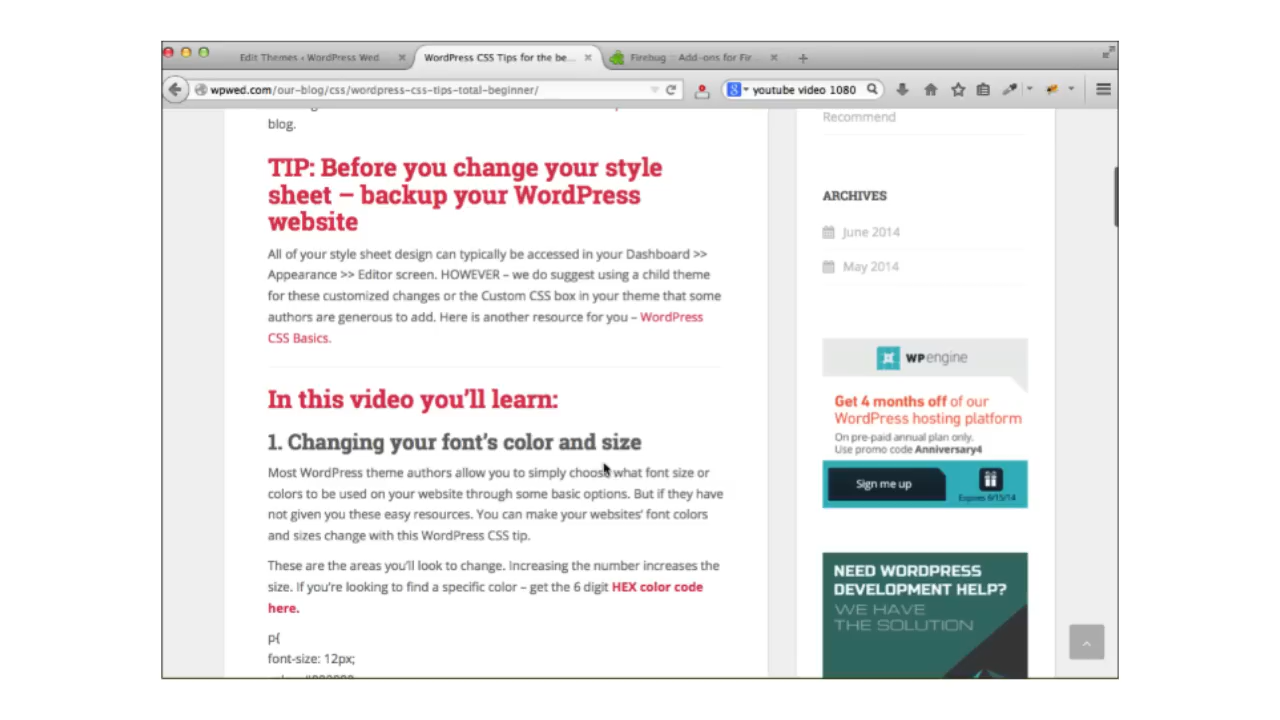 Edit Themes ‹ WordPress Wed
WordPress CSS Tips for the be...
Firebug :: Add-ons for Fir...
wpwed.com/our-blog/css/wordpress-css-tips-total-beginner/
youtube video 1080
blog.
TIP: Before you change your style
sheet – backup your WordPress
website
All of your style sheet design can typically be accessed in your Dashboard >>
Appearance >> Editor screen. HOWEVER – we do suggest using a child theme
for these customized changes or the Custom CSS box in your theme that some
authors are generous to add. Here is another resource for you – WordPress
CSS Basics.
In this video you'll learn:
1. Changing your font's color and size
Most WordPress theme authors allow you to simply choose what font size or
colors to be used on your website through some basic options. But if they have
not given you these easy resources. You can make your websites' font colors
and sizes change with this WordPress CSS tip.
These are the areas you'll look to change. Increasing the number increases the
size. If you're looking to find a specific color – get the 6 digit HEX color code
here.
p{
font-size: 12px;
Recommend
ARCHIVES
June 2014
May 2014
wpengine
Get 4 months off of our
WordPress hosting platform
On pre-paid annual plan only.
Use promo code Anniversary4
Sign me up
Expires 6/15/14
NEED WORDPRESS
DEVELOPMENT HELP?
WE HAVE
THE SOLUTION